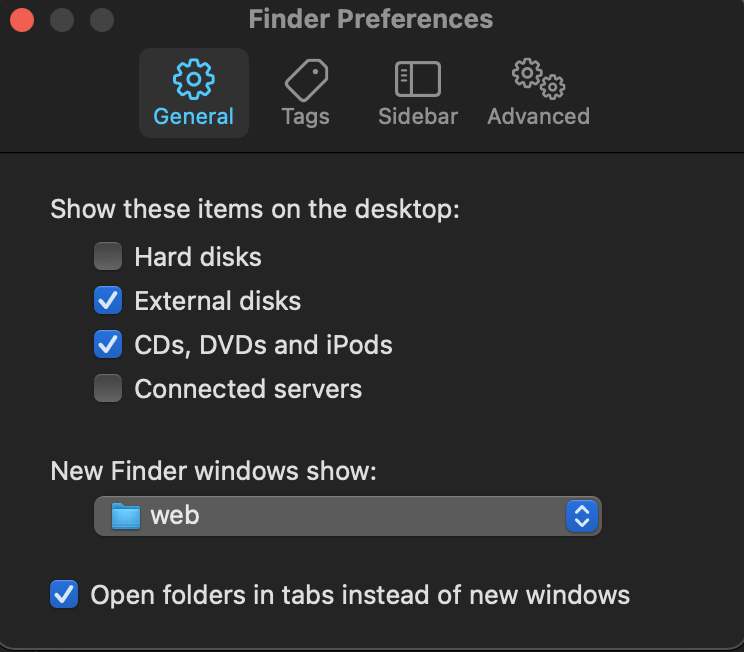 Finder Preferences
General Tags Sidebar Advanced
Show these items on the desktop:
Hard disks
External disks
CDs, DVDs and iPods
Connected servers
New Finder windows show:
web
Open folders in tabs instead of new windows